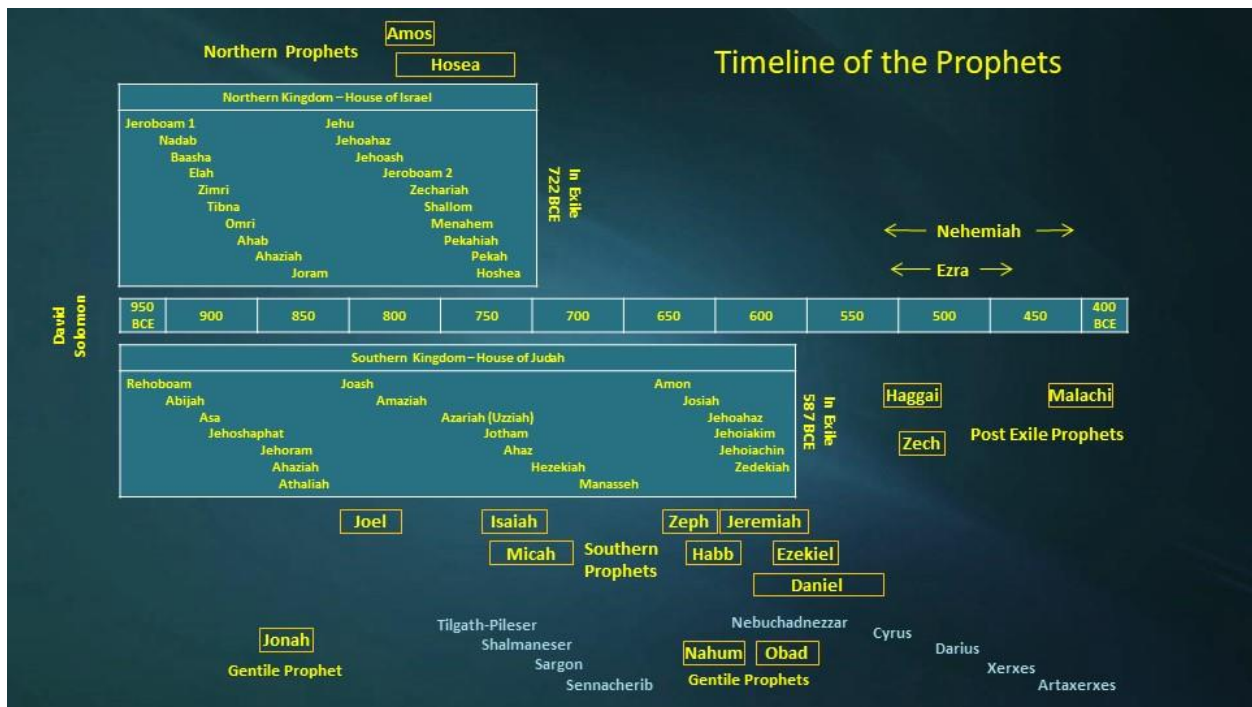 Amos
Northern Prophets
Hosea
Timeline of the Prophets
Northern Kingdom – House of Israel
Jeroboam 1
Nadab
Baasha
Elah
Zimri
Tibna
Omri
Ahab
Ahaziah
Joram
Jehu
Jehoahaz
Jehoash
Jeroboam 2
Zechariah
Shallom
Menahem
Pekahiah
Pekah
Hoshea
In Exile
722 BCE
Nehemiah
Ezra
David
Solomon
950 BCE 900 850 800 750 700 650 600 550 500 450 400 BCE
Southern Kingdom – House of Judah
Rehoboam
Abijah
Asa
Jehoshaphat
Jehoram
Ahaziah
Athaliah
Joash
Amaziah
Azariah (Uzziah)
Jotham
Ahaz
Hezekiah
Manasseh
Amon
Josiah
Jehoahaz
Jehoiakim
Jehoiachin
Zedekiah
In Exile
587 BCE
Haggai
Malachi
Zech
Post Exile Prophets
Joel
Isaiah
Zeph
Jeremiah
Micah
Southern
Prophets
Habb
Ezekiel
Daniel
Jonah
Gentile Prophet
Tilgath-Pileser
Shalmaneser
Sargon
Sennacherib
Nebuchadnezzar
Nahum
Obad
Gentile Prophets
Cyrus
Darius
Xerxes
Artaxerxes